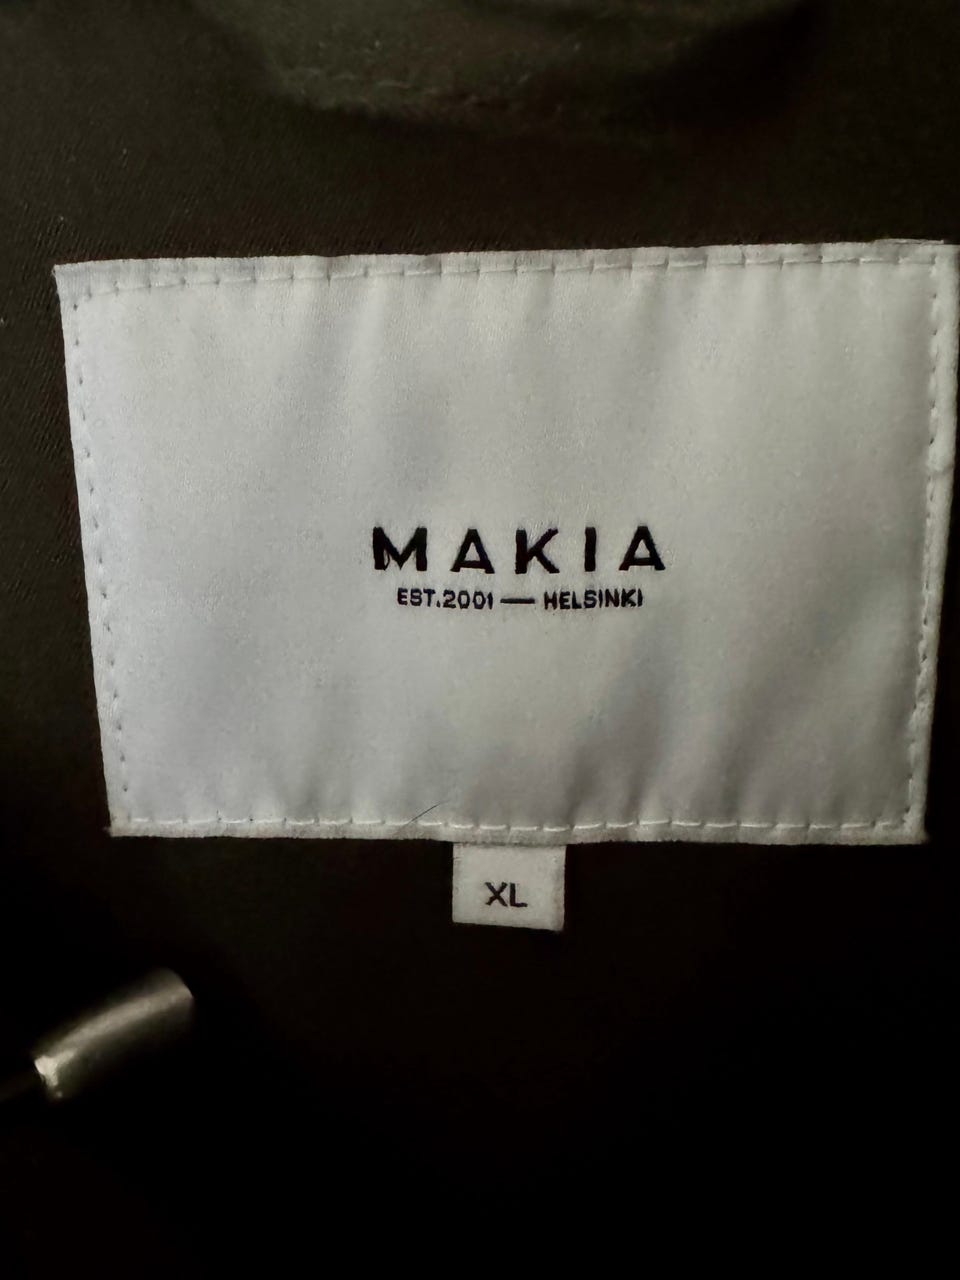 MAKIA
EST.2001 — HELSINKI
XL